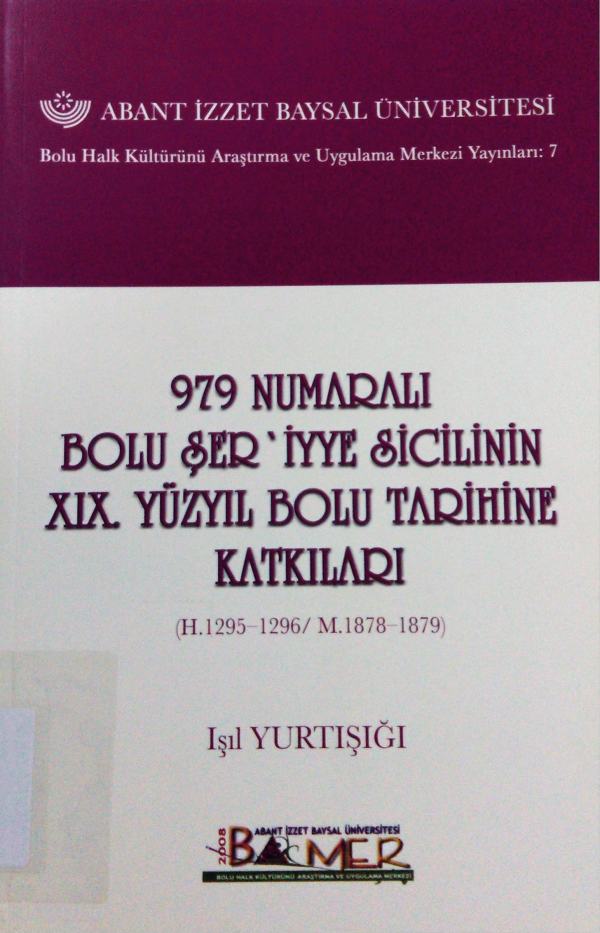 ABANT İZZET BAYSAL ÜNİVERSİTESİ
Bolu Halk Kültürünü Araştırma ve Uygulama Merkezi Yayınları: 7
979 NUMARALI
BOLU ŞER`İYYE SİCİLİNİN
XIX. YÜZYIL BOLU TARİHİNE
KATKILARI
(H.1295–1296/ M.1878–1879)
Işıl YURTIŞIĞI
2008
ABANT İZZET BAYSAL ÜNİVERSİTESİ
BAMER
BOLU HALK KÜLTÜRÜNÜ ARAŞTIRMA VE UYGULAMA MERKEZİ